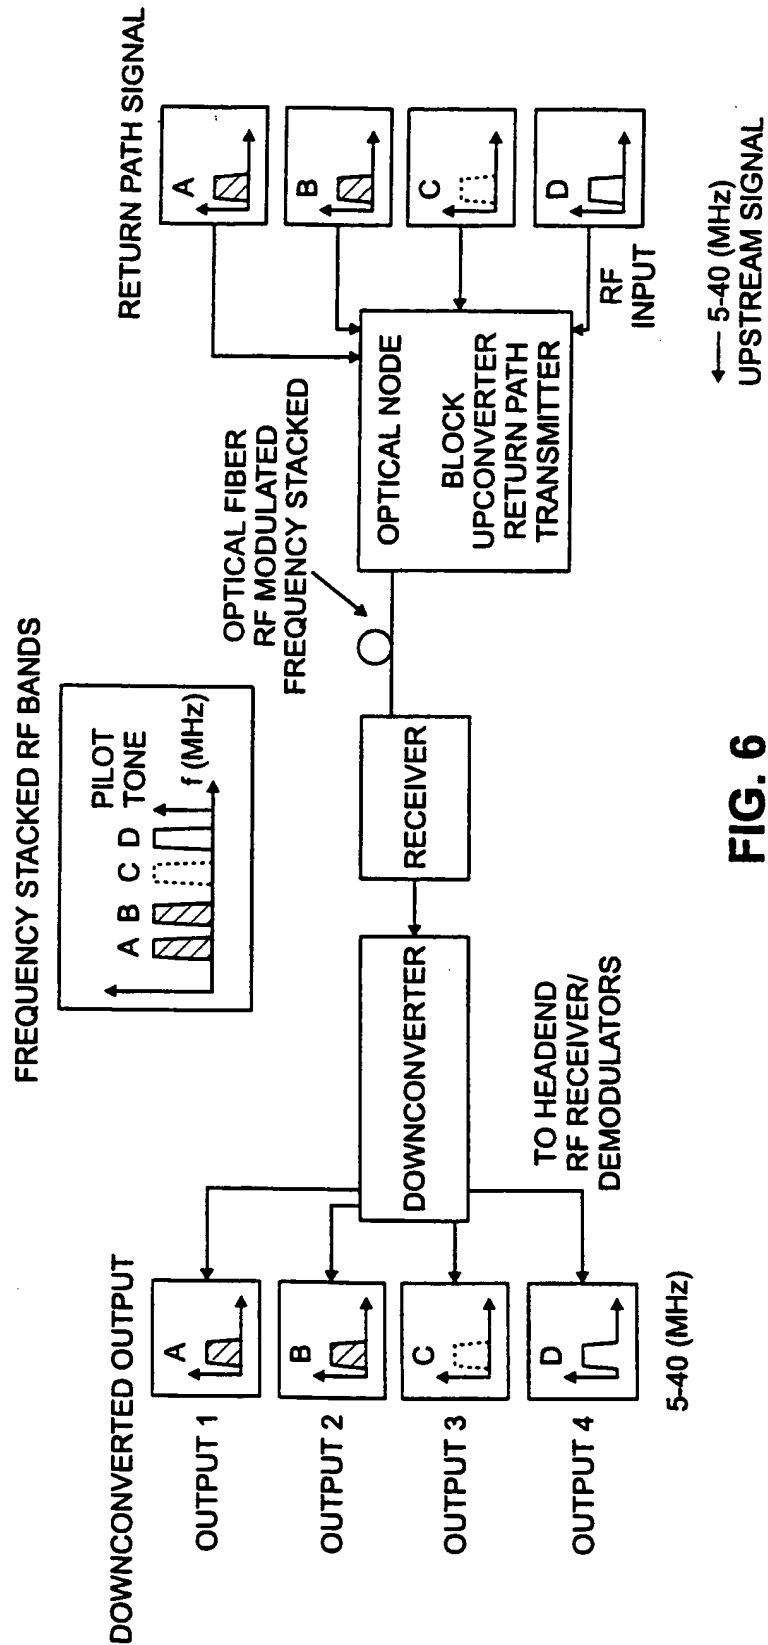 FREQUENCY STACKED RF BANDS
A B C D
PILOT
TONE
f (MHz)
DOWNCONVERTED OUTPUT
OUTPUT 1
A
OUTPUT 2
B
OUTPUT 3
C
OUTPUT 4
D
5-40 (MHz)
DOWNCONVERTER
TO HEADEND
RF RECEIVER/
DEMODULATORS
RECEIVER
OPTICAL FIBER
RF MODULATED
FREQUENCY STACKED
OPTICAL NODE
BLOCK
UPCONVERTER
RETURN PATH
TRANSMITTER
RETURN PATH SIGNAL
A
B
C
D
RF
INPUT
5-40 (MHz)
UPSTREAM SIGNAL
FIG. 6